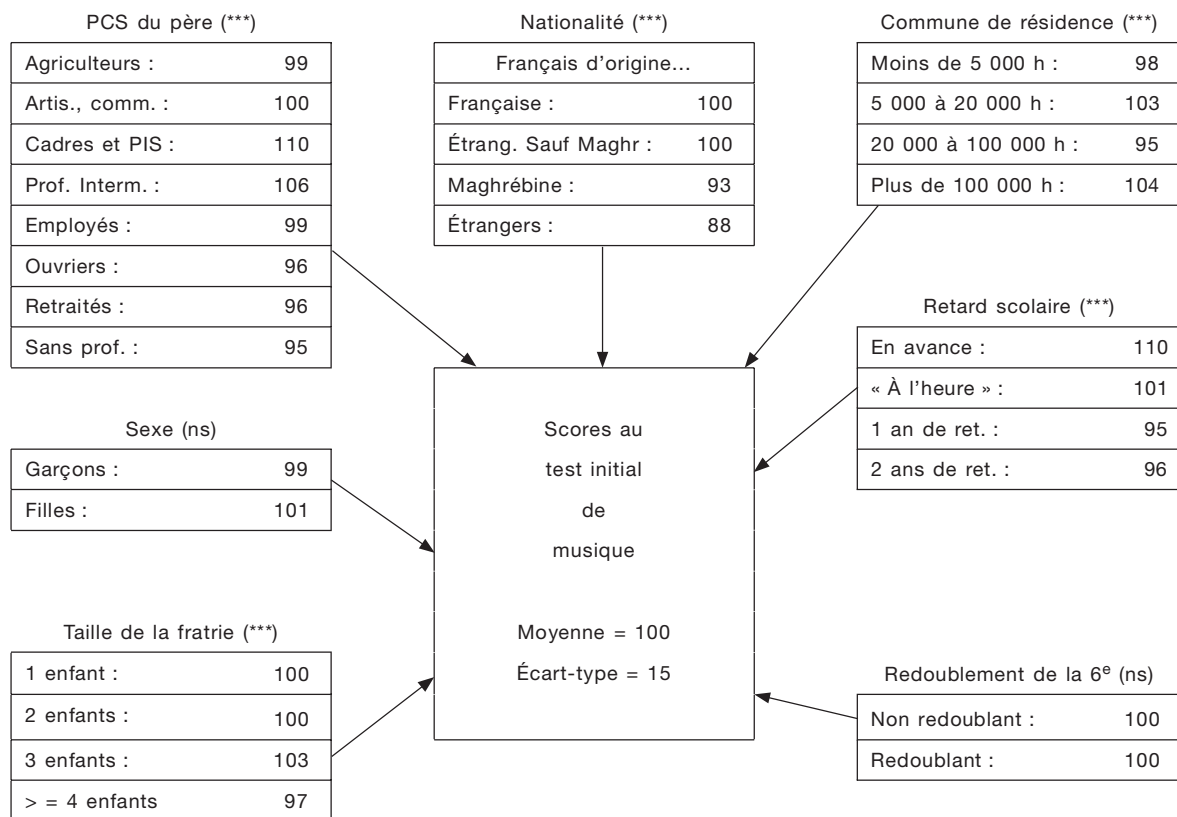 PCS du père (***)
Agriculteurs : 99
Artis., comm. : 100
Cadres et PIS : 110
Prof. Interm. : 106
Employés : 99
Ouvriers : 96
Retraités : 96
Sans prof. : 95
Nationalité (***)
Français d'origine...
Française : 100
Étrang. Sauf Maghr : 100
Maghrébine : 93
Étrangers : 88
Commune de résidence (***)
Moins de 5 000 h : 98
5 000 à 20 000 h : 103
20 000 à 100 000 h : 95
Plus de 100 000 h : 104
Sexe (ns)
Garçons : 99
Filles : 101
Scores au
test initial
de
musique
Moyenne = 100
Écart-type = 15
Retard scolaire (***)
En avance : 110
« À l'heure » : 101
1 an de ret. : 95
2 ans de ret. : 96
Taille de la fratrie (***)
1 enfant : 100
2 enfants : 100
3 enfants : 103
> = 4 enfants 97
Redoublement de la 6e (ns)
Non redoublant : 100
Redoublant : 100